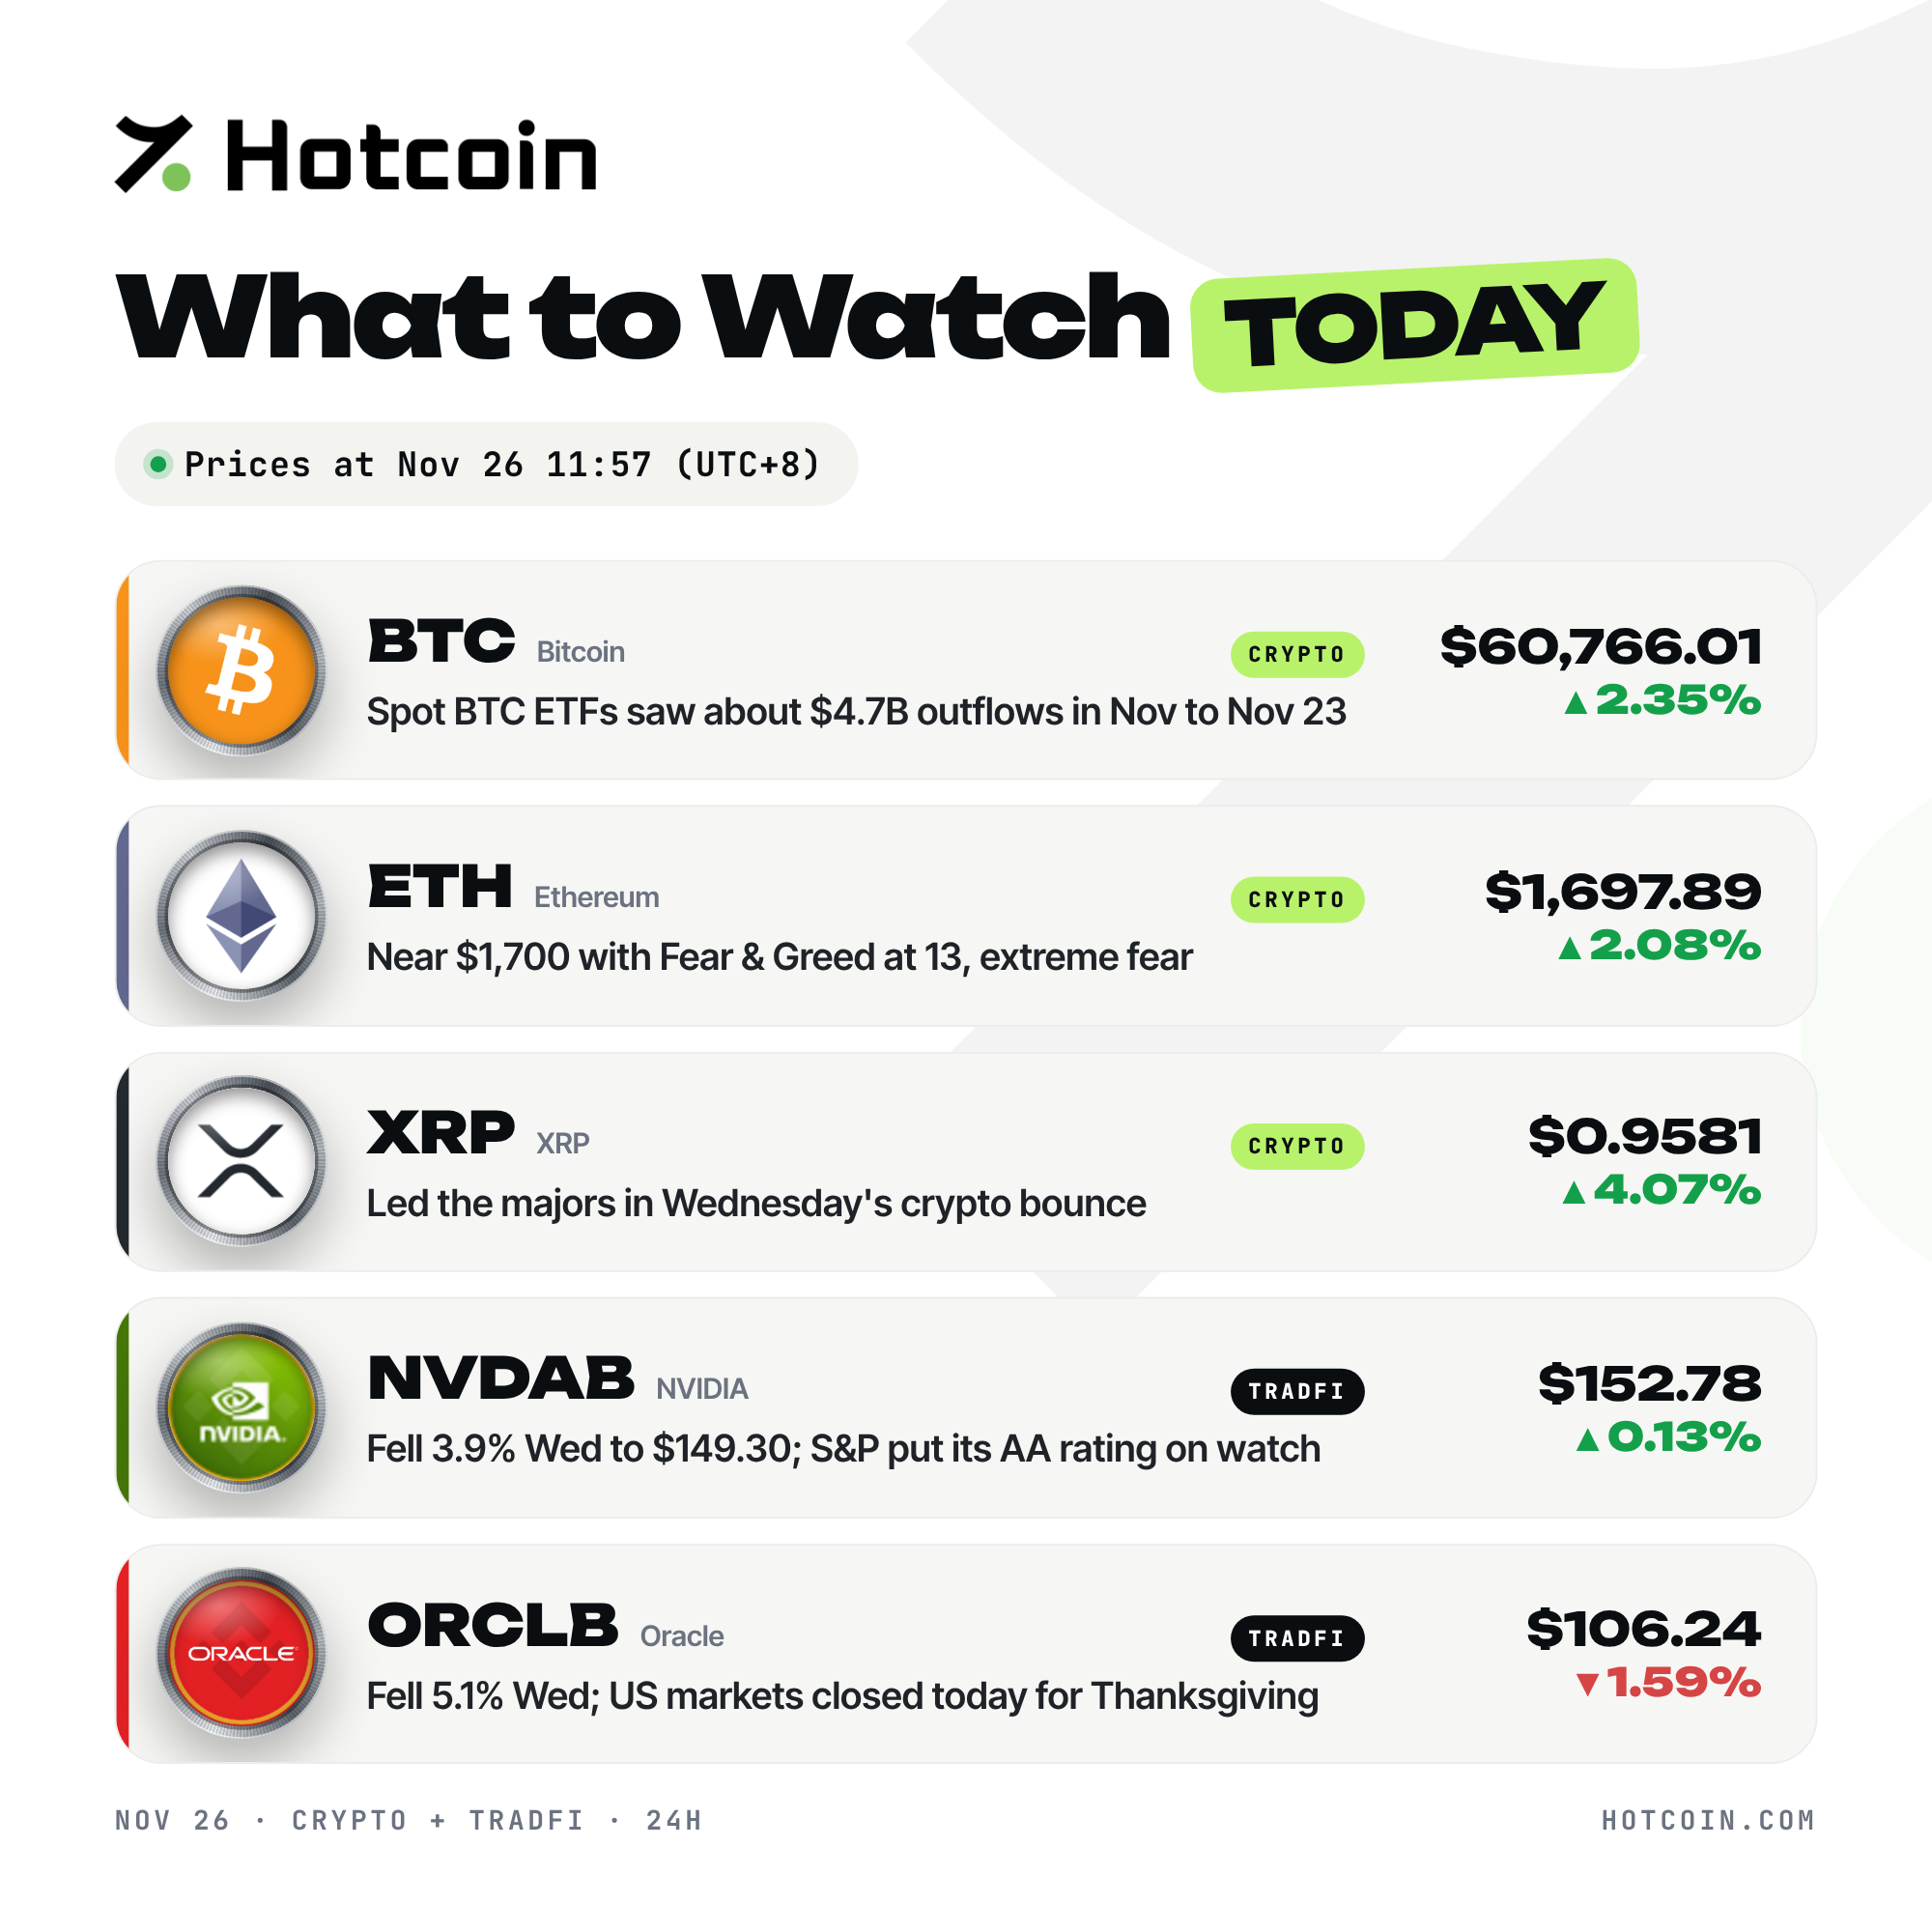 Hotcoin
What to Watch TODAY
Prices at Nov 26 11:57 (UTC+8)
BTC Bitcoin CRYPTO $60,766.01
Spot BTC ETFs saw about $4.7B outflows in Nov to Nov 23 ▲2.35%
ETH Ethereum CRYPTO $1,697.89
Near $1,700 with Fear & Greed at 13, extreme fear ▲2.08%
XRP XRP CRYPTO $0.9581
Led the majors in Wednesday's crypto bounce ▲4.07%
NVIDIA.
NVDAB NVIDIA TRADFI $152.78
Fell 3.9% Wed to $149.30; S&P put its AA rating on watch ▲0.13%
ORACLE
ORCLB Oracle TRADFI $106.24
Fell 5.1% Wed; US markets closed today for Thanksgiving ▼1.59%
NOV 26 · CRYPTO + TRADFI · 24H HOTCOIN.COM